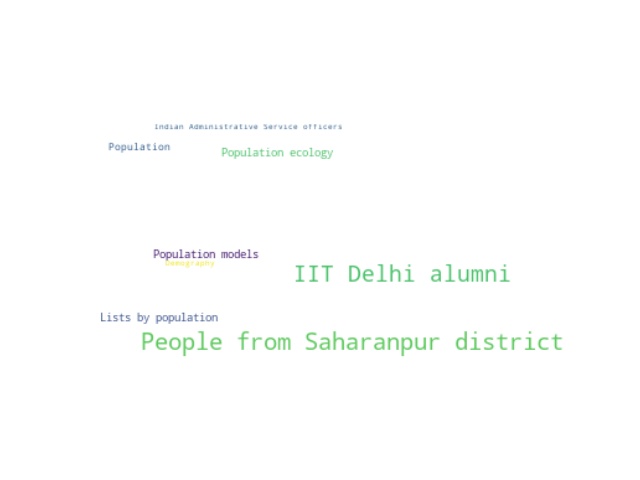 Indian Administrative Service officers
Population
Population ecology
Population models
Demography
IIT Delhi alumni
Lists by population
People from Saharanpur district